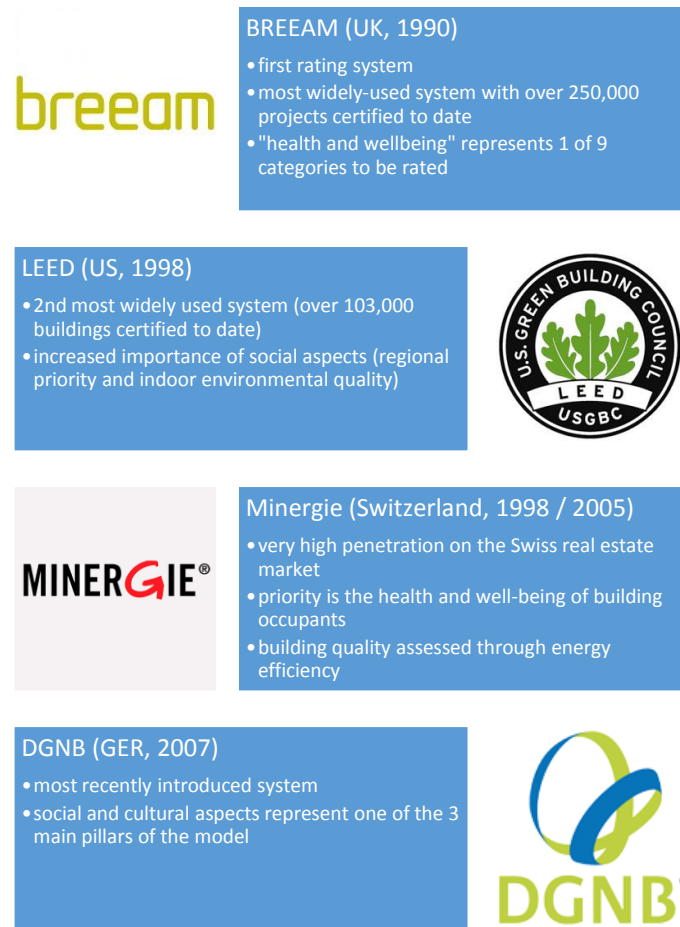 breeam
BREEAM (UK, 1990)
•first rating system
•most widely-used system with over 250,000
projects certified to date
•"health and wellbeing" represents 1 of 9
categories to be rated
LEED (US, 1998)
•2nd most widely used system (over 103,000
buildings certified to date)
•increased importance of social aspects (regional
priority and indoor environmental quality)
U.S. GREEN BUILDING COUNCIL
LEED
USGBC
MINERGIE®
Minergie (Switzerland, 1998 / 2005)
•very high penetration on the Swiss real estate
market
•priority is the health and well-being of building
occupants
•building quality assessed through energy
efficiency
DGNB (GER, 2007)
•most recently introduced system
•social and cultural aspects represent one of the 3
main pillars of the model
DGNB